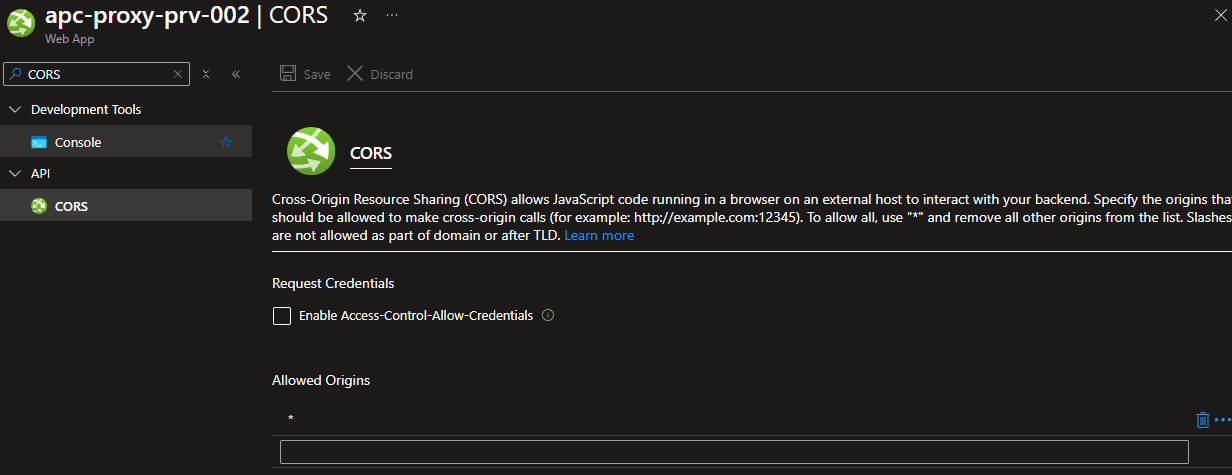 apc-proxy-prv-002 | CORS
Web App
CORS
Development Tools
Console
API
CORS
Save
Discard
CORS
Cross-Origin Resource Sharing (CORS) allows JavaScript code running in a browser on an external host to interact with your backend. Specify the origins tha
should be allowed to make cross-origin calls (for example: http://example.com:12345). To allow all, use "*" and remove all other origins from the list. Slashes
are not allowed as part of domain or after TLD. Learn more
Request Credentials
Enable Access-Control-Allow-Credentials
Allowed Origins
*